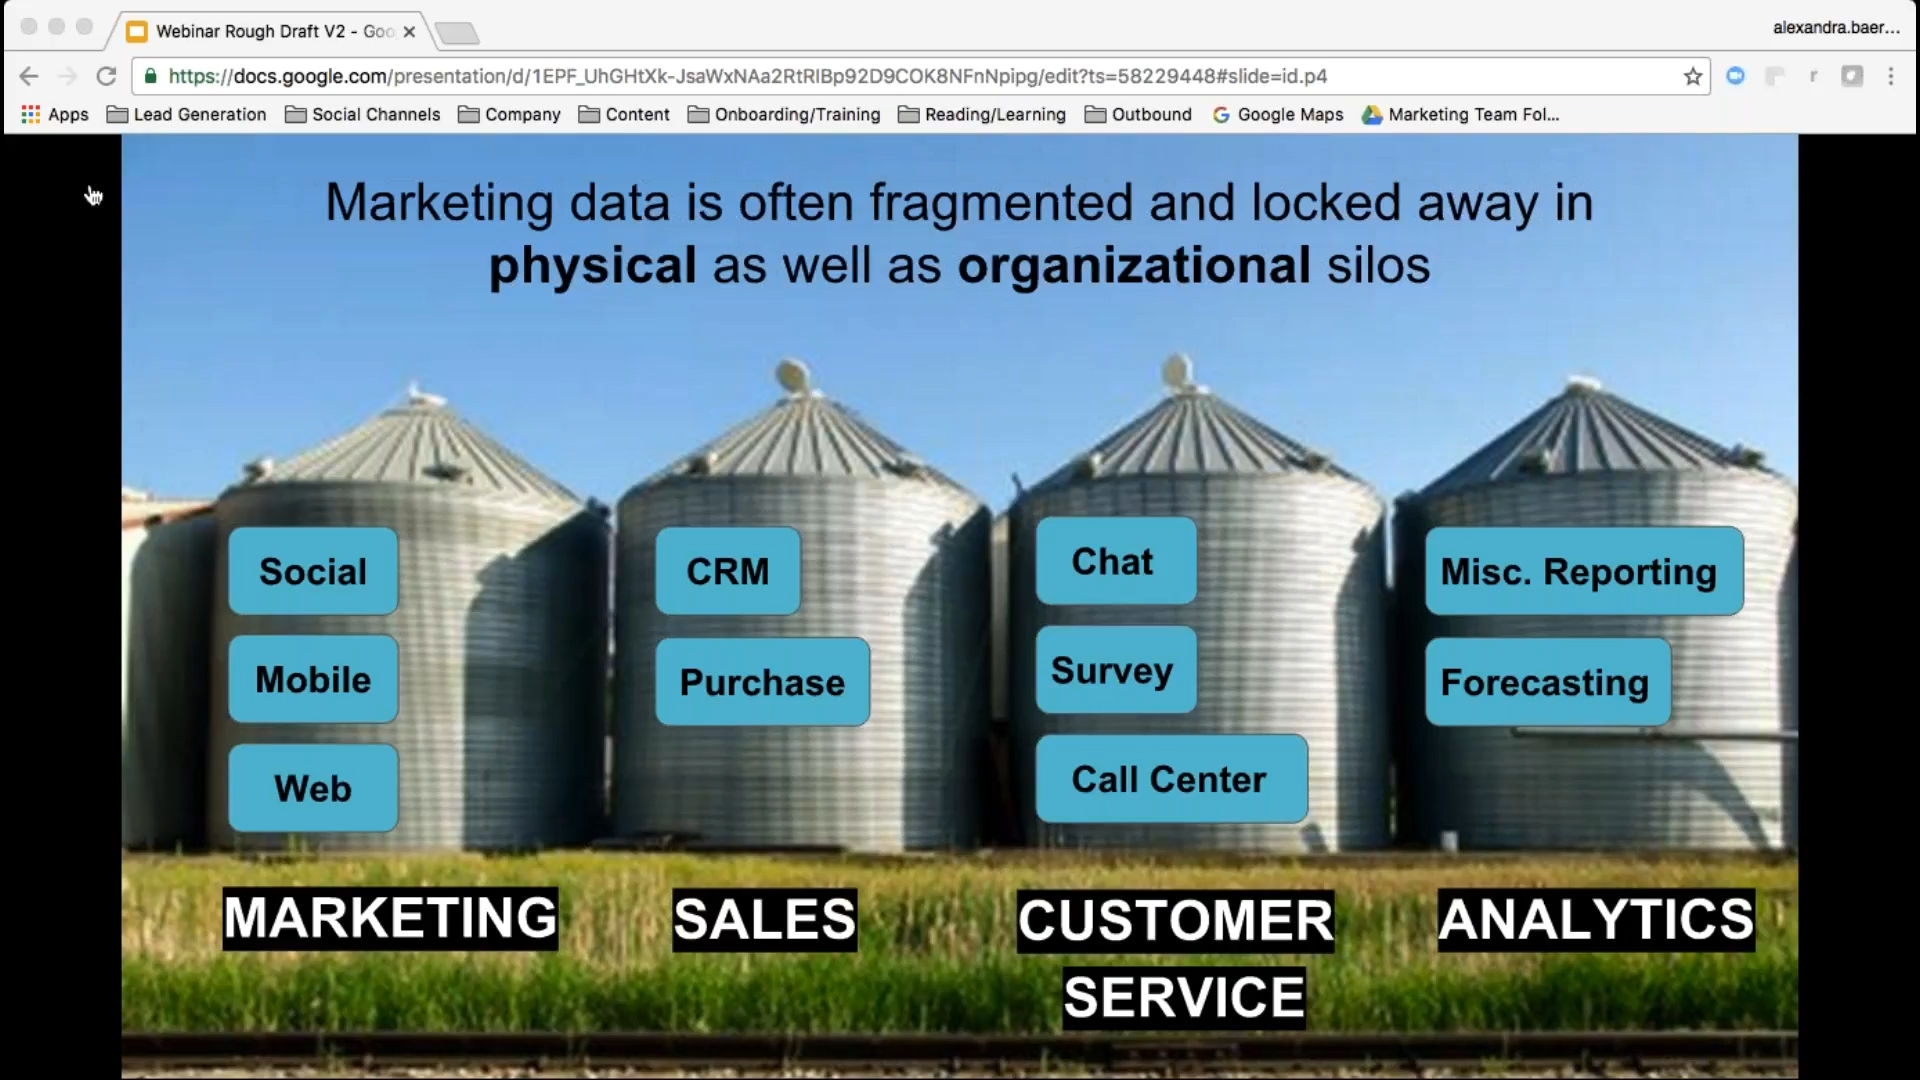 Webinar Rough Draft V2 - Goo
alexandra.baer...
https://docs.google.com/presentation/d/1EPF_UhGHtXk-JsaWxNAa2RtRlBp92D9COK8NFnNpipg/edit?ts=58229448#slide=id.p4
r
Apps Lead Generation Social Channels Company Content Onboarding/Training Reading/Learning Outbound Google Maps Marketing Team Fol...
Marketing data is often fragmented and locked away in
physical as well as organizational silos
Social
Mobile
Web
MARKETING
CRM
Purchase
SALES
Chat
Survey
Call Center
CUSTOMER
SERVICE
Misc. Reporting
Forecasting
ANALYTICS